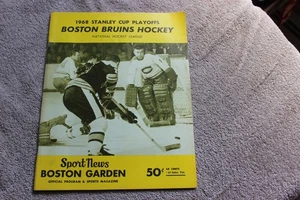 1968 STANLEY CUP PLAYOFFS
BOSTON BRUINS HOCKEY
NATIONAL HOCKEY LEAGUE
Sport News
BOSTON GARDEN
OFFICIAL PROGRAM & SPORTS MAGAZINE
50¢